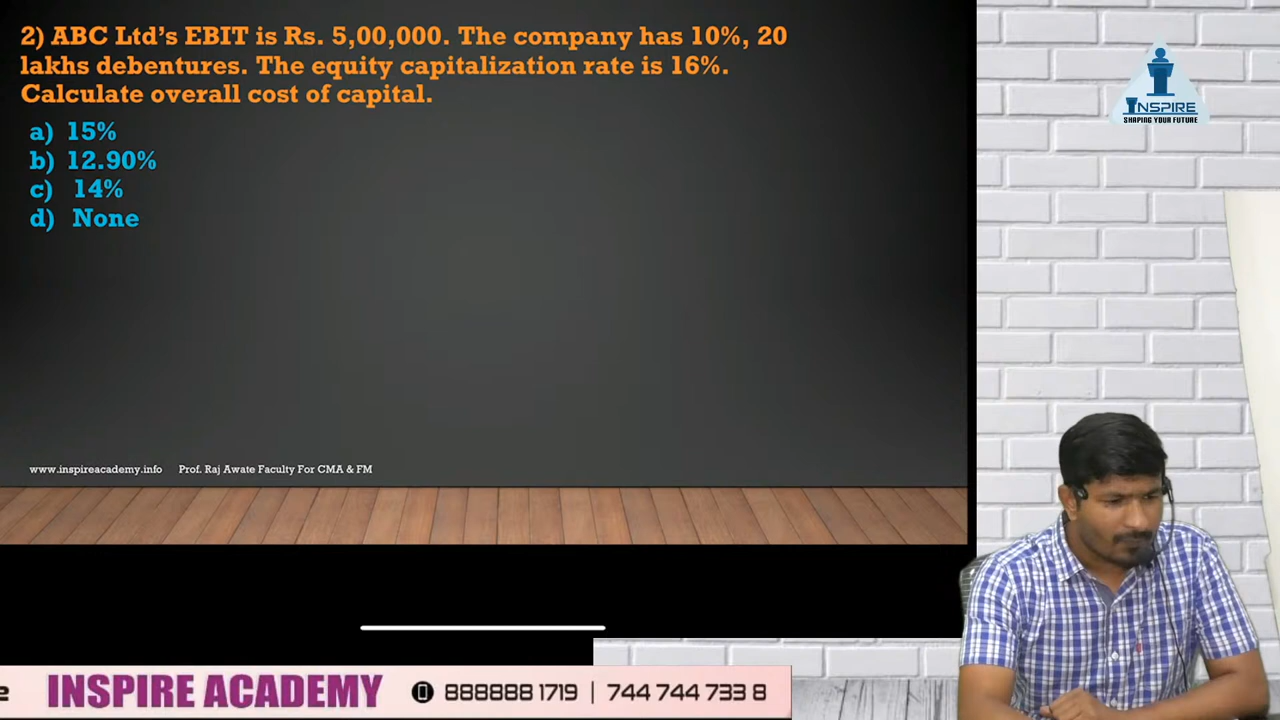 2) ABC Ltd's EBIT is Rs. 5,00,000. The company has 10%, 20
lakhs debentures. The equity capitalization rate is 16%.
Calculate overall cost of capital.
a) 15%
b) 12.90%
c) 14%
d) None
INSPIRE
SHAPING YOUR FUTURE
www.inspireacademy.info Prof. Raj Awate Faculty For CMA & FM
INSPIRE ACADEMY 888888 1719 | 744 744 733 8